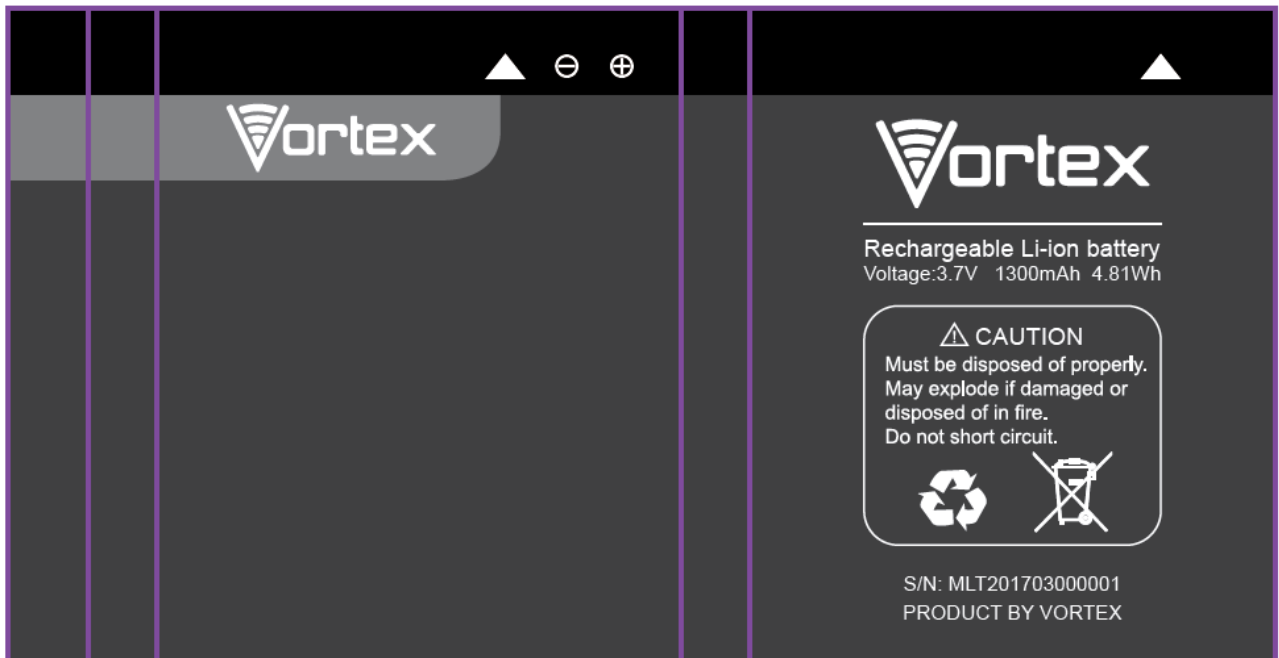 Vortex
Vortex
Rechargeable Li-ion battery
Voltage:3.7V 1300mAh 4.81Wh
CAUTION
Must be disposed of properly.
May explode if damaged or
disposed of in fire.
Do not short circuit.
S/N: MLT201703000001
PRODUCT BY VORTEX